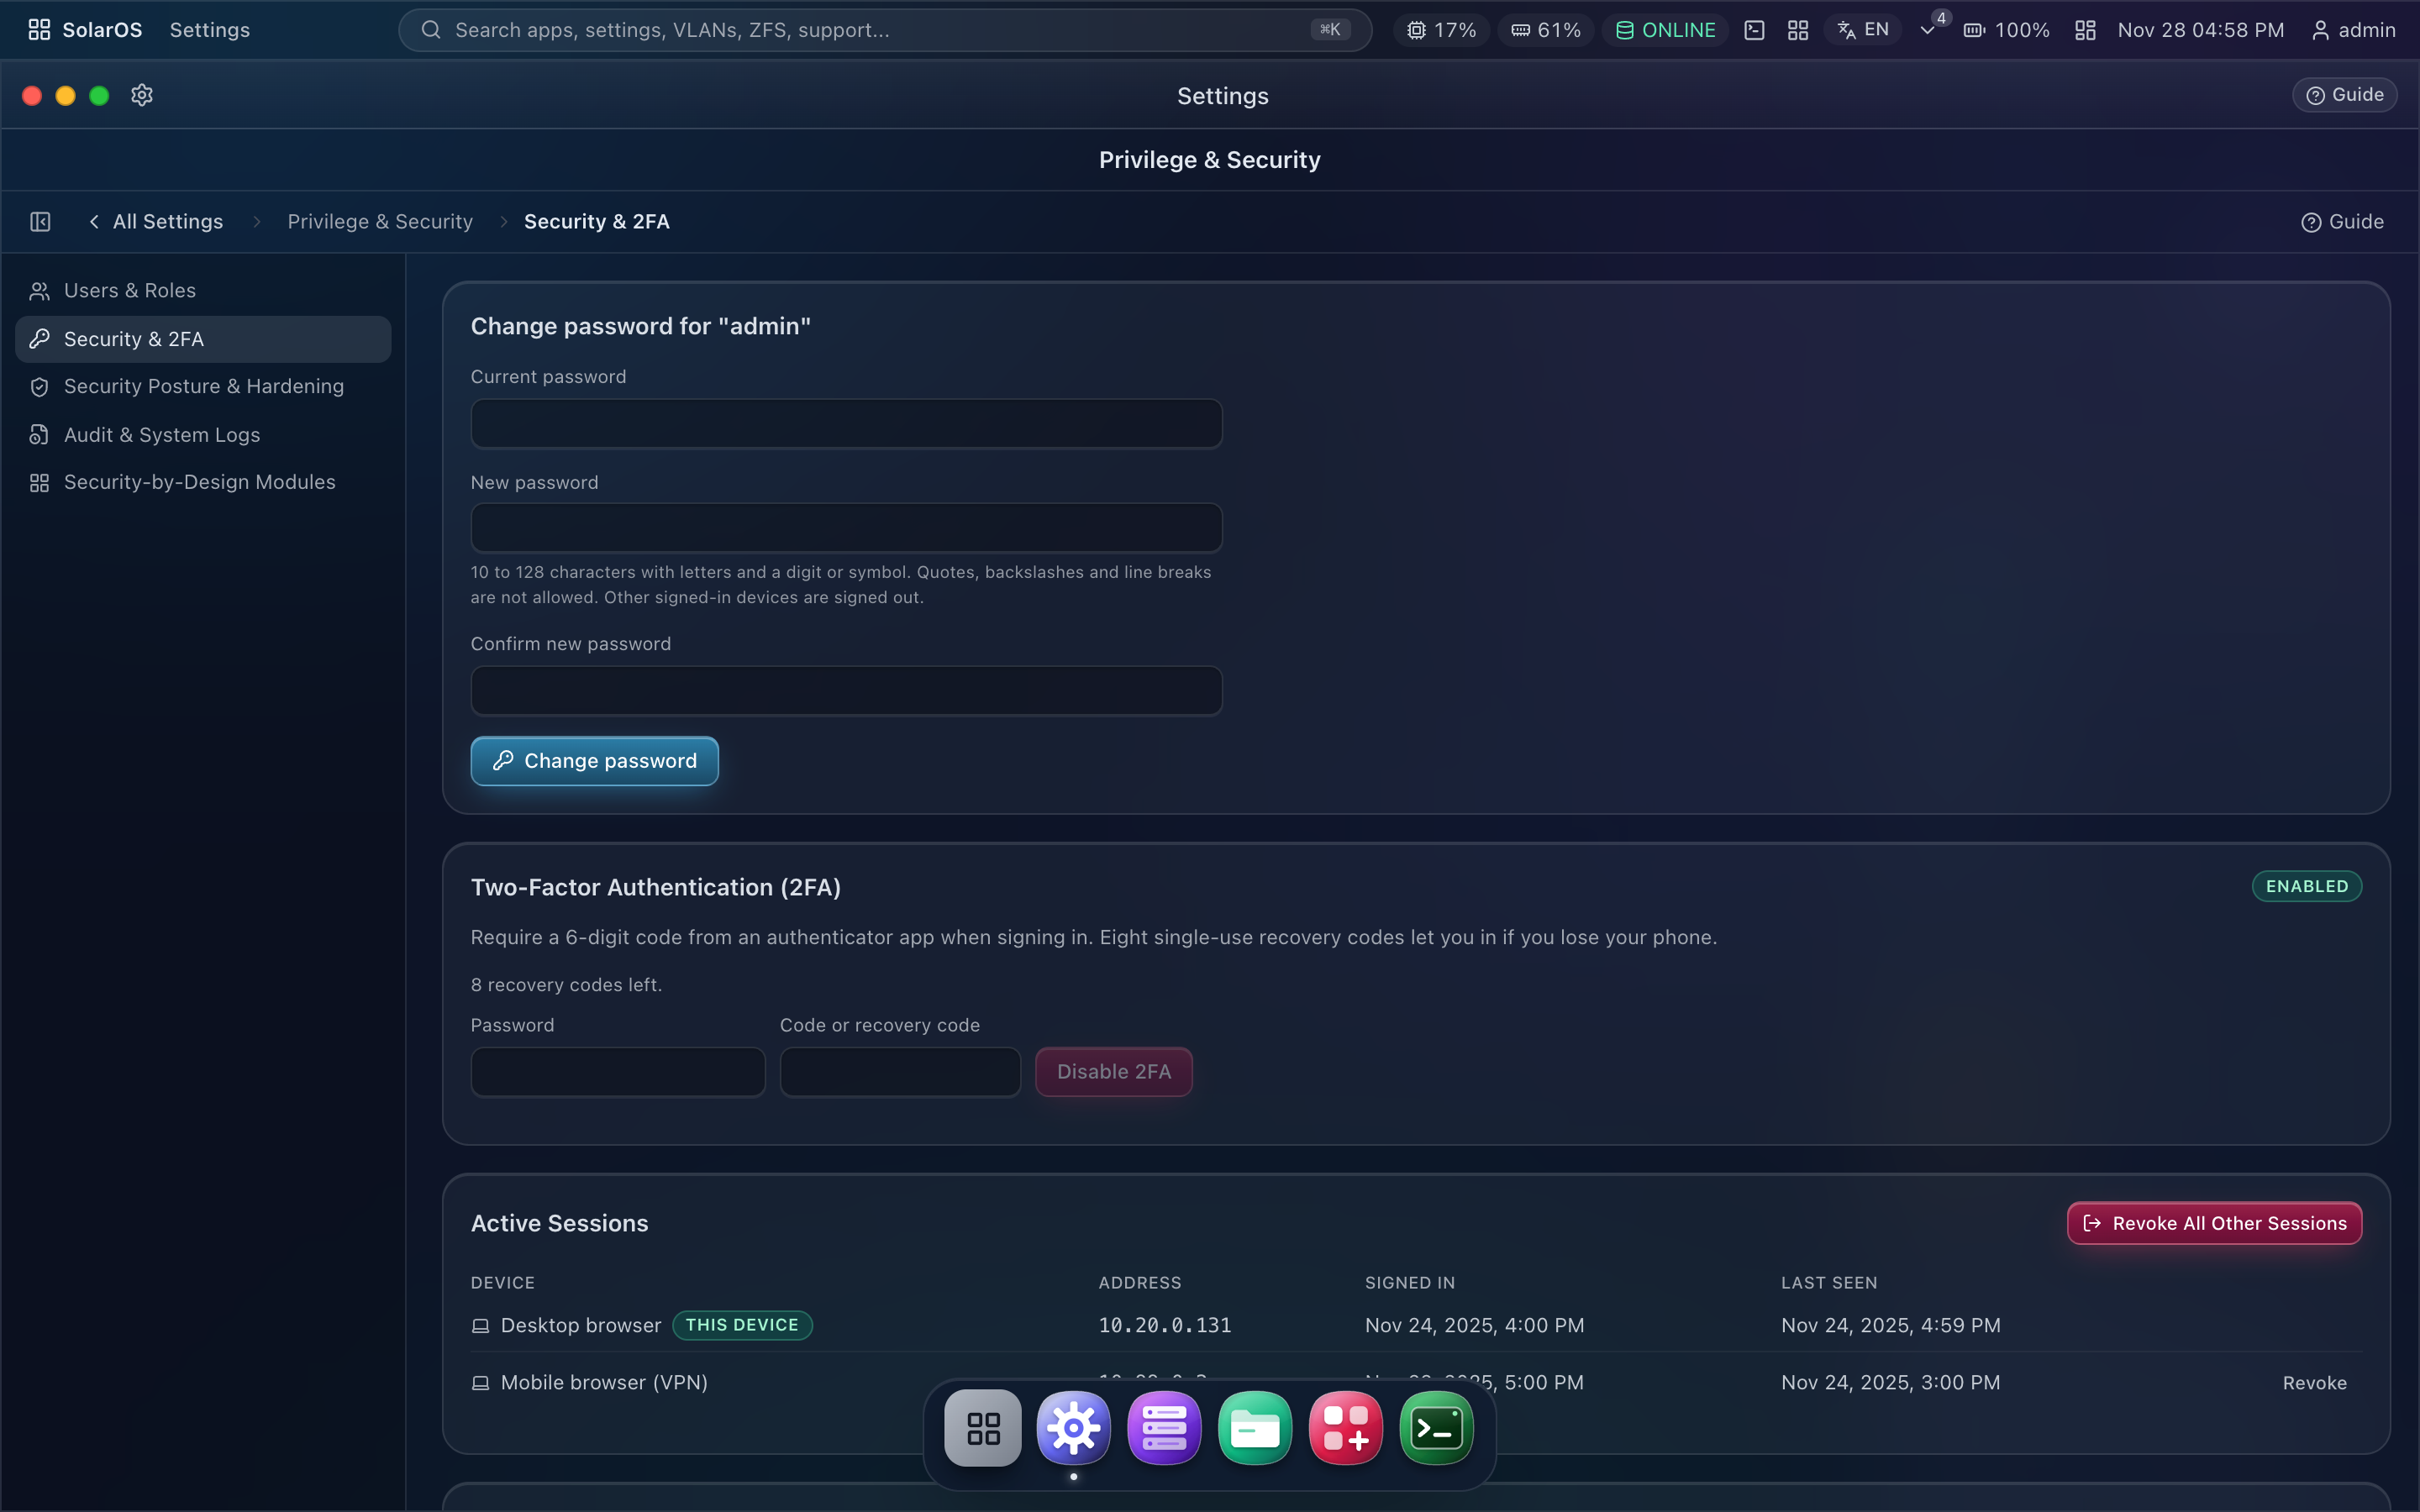 SolarOS Settings Search apps, settings, VLANs, ZFS, support... ⌘K 17% 61% ONLINE EN 4 100% Nov 28 04:58 PM admin
Settings Guide
Privilege & Security
All Settings Privilege & Security Security & 2FA Guide
Users & Roles
Security & 2FA
Security Posture & Hardening
Audit & System Logs
Security-by-Design Modules
Change password for "admin"
Current password
New password
10 to 128 characters with letters and a digit or symbol. Quotes, backslashes and line breaks
are not allowed. Other signed-in devices are signed out.
Confirm new password
Change password
Two-Factor Authentication (2FA) ENABLED
Require a 6-digit code from an authenticator app when signing in. Eight single-use recovery codes let you in if you lose your phone.
8 recovery codes left.
Password Code or recovery code
Disable 2FA
Active Sessions Revoke All Other Sessions
DEVICE ADDRESS SIGNED IN LAST SEEN
Desktop browser THIS DEVICE 10.20.0.131 Nov 24, 2025, 4:00 PM Nov 24, 2025, 4:59 PM
Mobile browser (VPN) 5:00 PM Nov 24, 2025, 3:00 PM Revoke